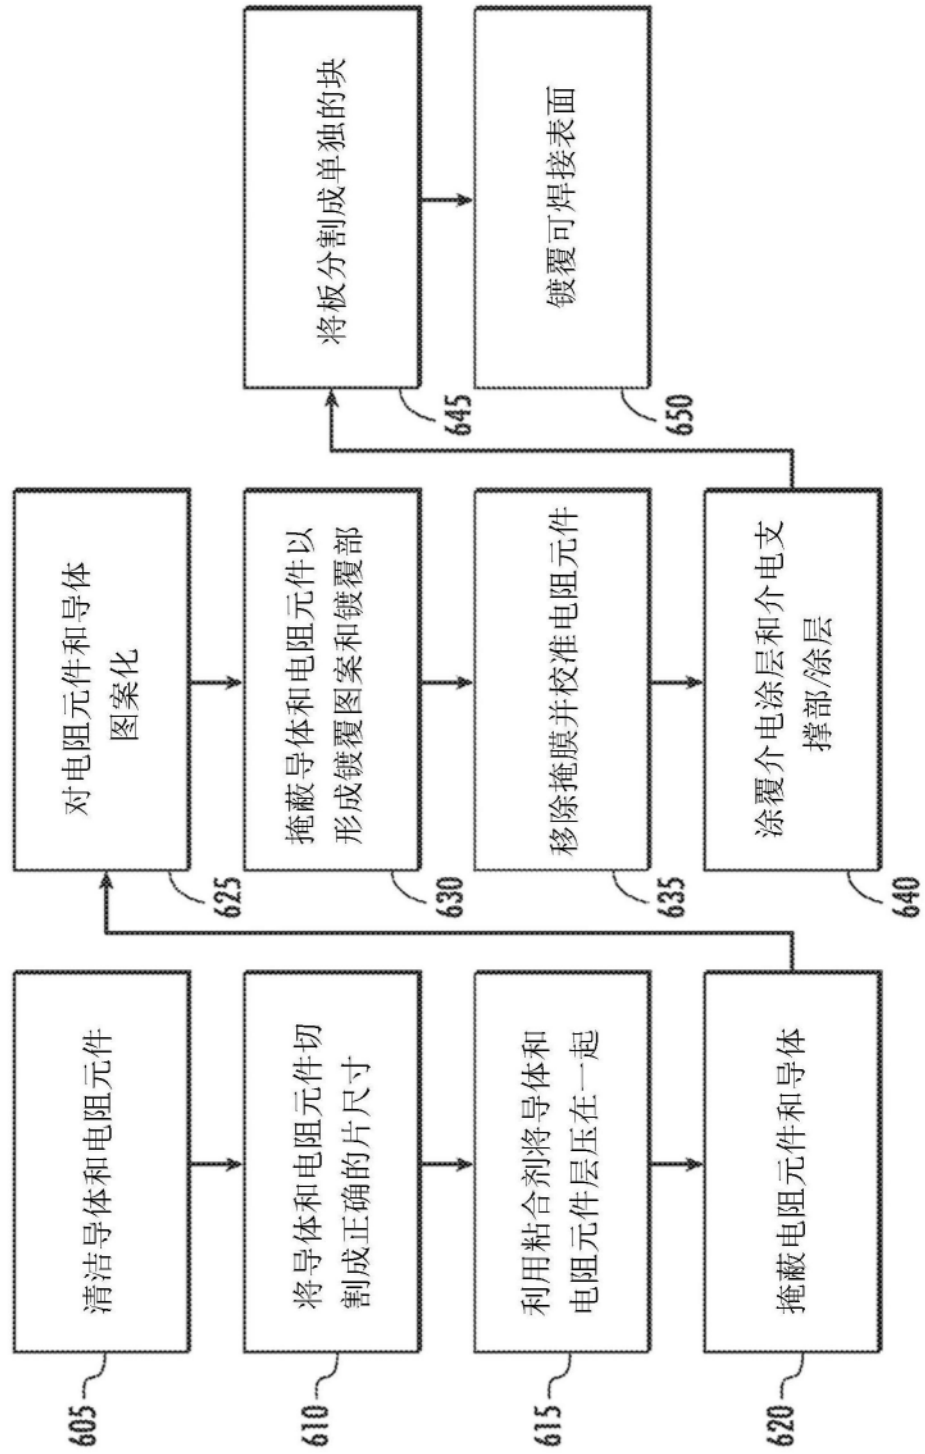 605
清洁导体和电阻元件
610
将导体和电阻元件切
割成正确的片尺寸
615
利用粘合剂将导体和
电阻元件层压在一起
620
掩蔽电阻元件和导体
625
对电阻元件和导体
图案化
630
掩蔽导体和电阻元件以
形成镀覆图案和镀覆部
635
移除掩膜并校准电阻元件
640
涂覆介电涂层和介电支
撑部/涂层
645
将板分割成单独的块
650
镀覆可焊接表面